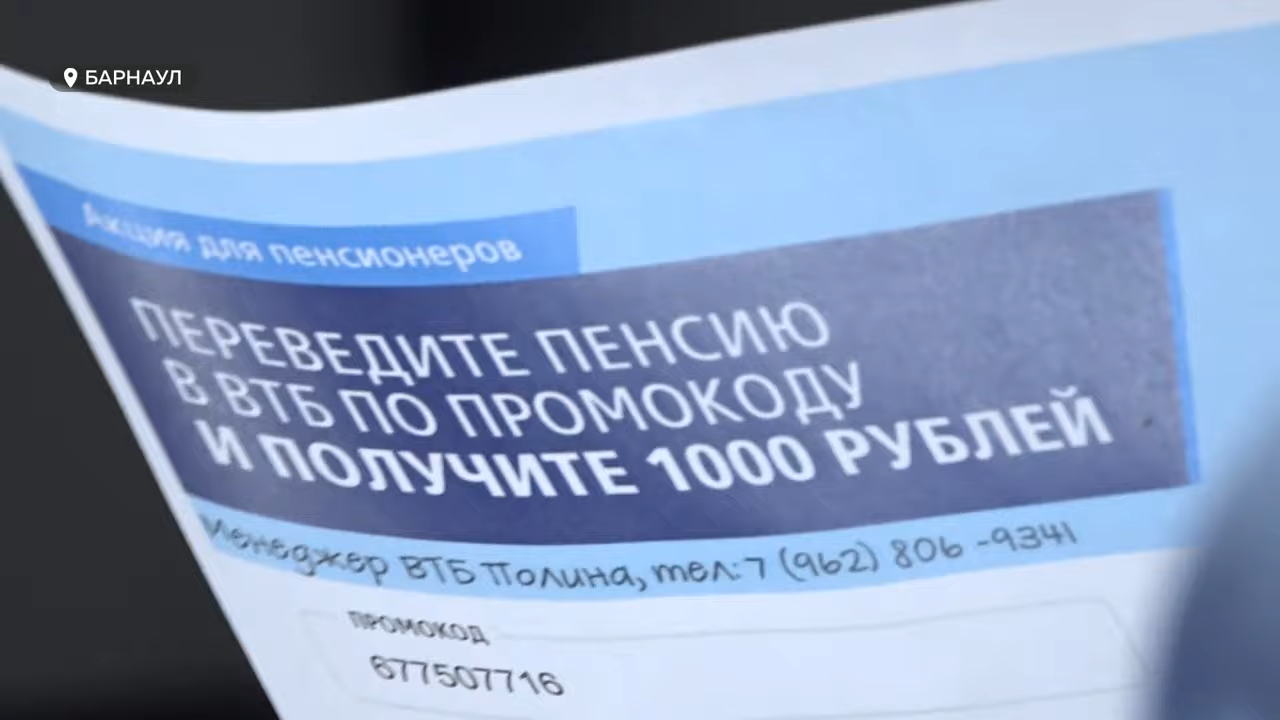 БАРНАУЛ
Акция для пенсионеров
ПЕРЕВЕДИТЕ ПЕНСИЮ
В ВТБ ПО ПРОМОКОДУ
И ПОЛУЧИТЕ 1000 РУБЛЕЙ
Менеджер ВТБ Полина, тел: 7 (962) 806 -9341
ПРОМОКОД
677507716